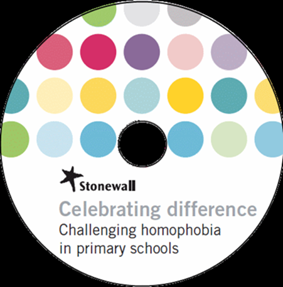 Stonewall
Celebrating difference
Challenging homophobia
in primary schools